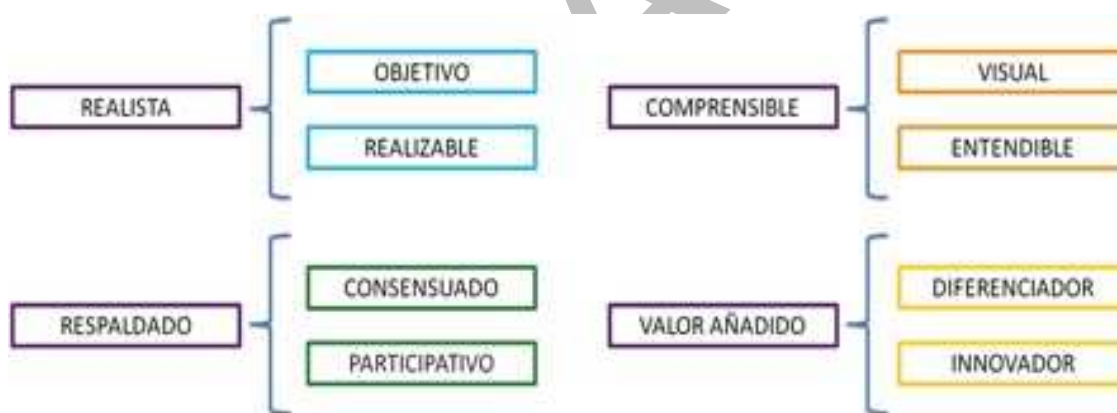 REALISTA
OBJETIVO
REALIZABLE
COMPRENSIBLE
VISUAL
ENTENDIBLE
RESPALDADO
CONSENSUADO
PARTICIPATIVO
VALOR AÑADIDO
DIFERENCIADOR
INNOVADOR